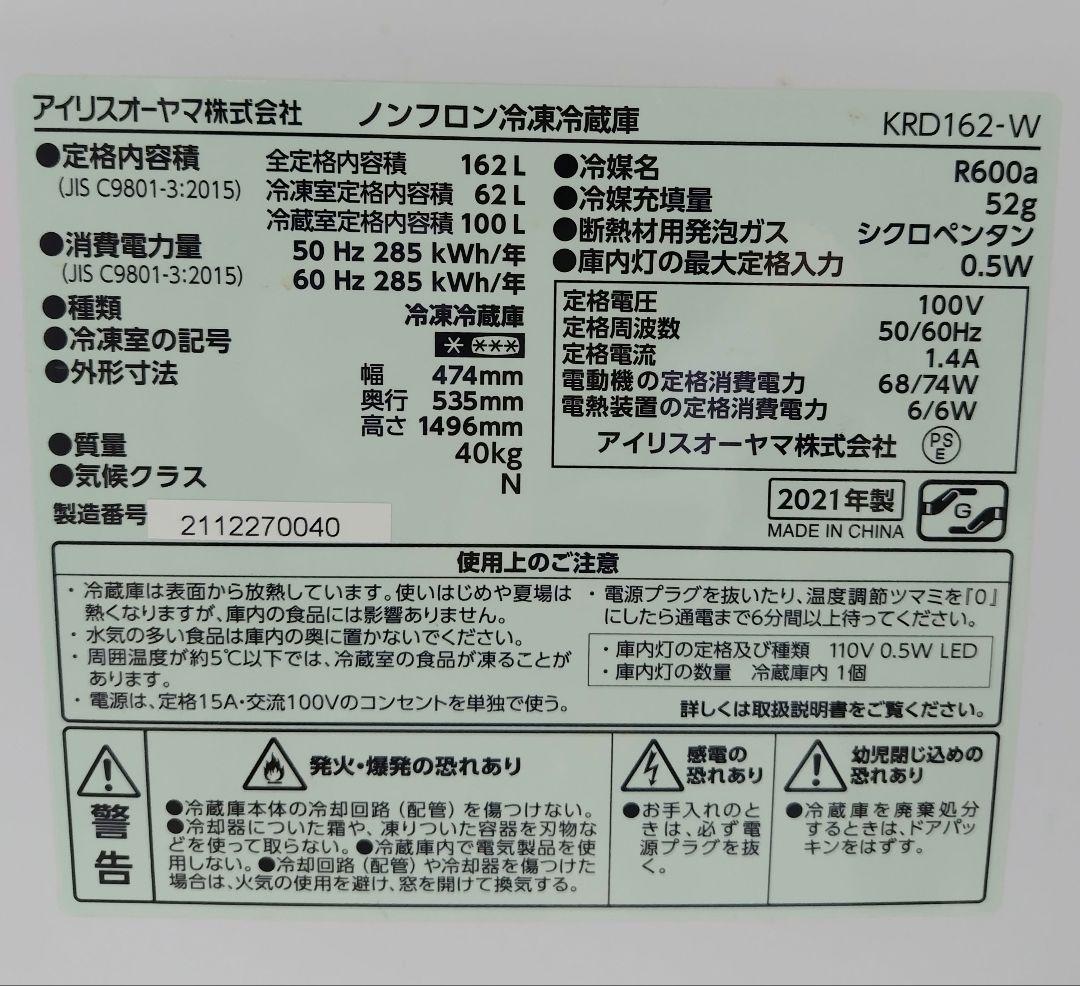 アイリスオーヤマ株式会社 ノンフロン冷凍冷蔵庫 KRD162-W
●定格内容積 全定格内容積 162 L
(JIS C9801-3:2015) 冷凍室定格内容積 62 L
冷蔵室定格内容積 100 L
●消費電力量 50 Hz 285 kWh/年
(JIS C9801-3:2015) 60 Hz 285 kWh/年
●種類 冷凍冷蔵庫
●冷凍室の記号 * ***
●外形寸法 幅 474mm
奥行 535mm
高さ 1496mm
●質量 40kg
●気候クラス N
製造番号 2112270040
●冷媒名 R600a
●冷媒充填量 52g
●断熱材用発泡ガス シクロペンタン
●庫内灯の最大定格入力 0.5W
定格電圧 100V
定格周波数 50/60Hz
定格電流 1.4A
電動機の定格消費電力 68/74W
電熱装置の定格消費電力 6/6W
アイリスオーヤマ株式会社 PSE
2021年製
MADE IN CHINA
G
使用上のご注意
・冷蔵庫は表面から放熱しています。使いはじめや夏場は
熱くなりますが、庫内の食品には影響ありません。
・水気の多い食品は庫内の奥に置かないでください。
・周囲温度が約5℃以下では、冷蔵室の食品が凍ることが
あります。
・電源は、定格15A・交流100Vのコンセントを単独で使う。
・電源プラグを抜いたり、温度調節ツマミを『0』
にしたら通電まで6分間以上待ってください。
・庫内灯の定格及び種類 110V 0.5W LED
・庫内灯の数量 冷蔵庫内 1個
詳しくは取扱説明書をご覧ください。
警告
発火・爆発の恐れあり
●冷蔵庫本体の冷却回路（配管）を傷つけない。
●冷却器についた霜や、凍りついた容器を刃物な
どを使って取らない。●冷蔵庫内で電気製品を使
用しない。●冷却回路（配管）や冷却器を傷つけた
場合は、火気の使用を避け、窓を開けて換気する。
感電の
恐れあり
●お手入れのと
きは、必ず電
源プラグを抜
く。
幼児閉じ込めの
恐れあり
●冷蔵庫を廃棄処分
するときは、ドアパッ
キンをはずす。